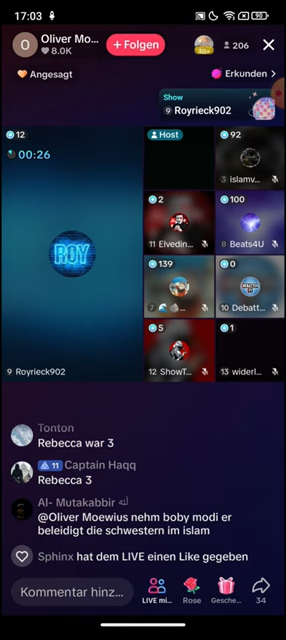 17:03
90
Oliver Mo...
8.0K
+ Folgen
30+
206
Angesagt
Erkunden
Show
9 Royrieck902
12
00:26
Host
92
3 islamv...
2
100
11 Elvedin...
8 Beats4U
139
0
7
10 Debatt...
5
1
12 ShowT...
13 widerl...
ROY
9 Royrieck902
Tonton
Rebecca war 3
11 Captain Haqq
Rebecca 3
Al- Mutakabbir
@Oliver Moewius nehm boby modi er
beleidigt die schwestern im islam
Sphinx hat dem LIVE einen Like gegeben
Kommentar hinz...
LIVE mi...
Rose
Gesche...
34